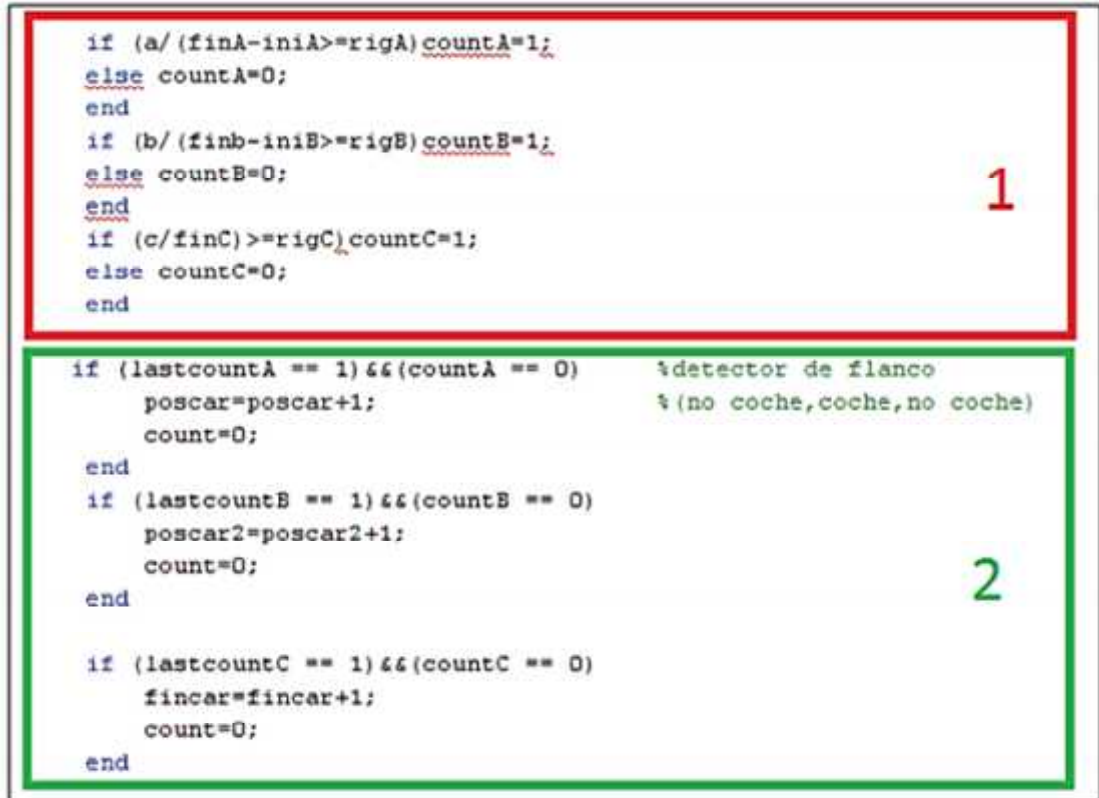 if (a/(finA-iniA>=rigA)countA=1;
else countA=0;
end
if (b/(finb-iniB>=rigB)countB=1;
else countB=0;
end
if (c/finC)>=rigC)countC=1;
else countC=0;
end
1
if (lastcountA == 1)&&(countA == 0) %detector de flanco
poscar=poscar+1; %(no coche,coche,no coche)
count=0;
end
if (lastcountB == 1)&&(countB == 0)
poscar2=poscar2+1;
count=0;
end
2
if (lastcountC == 1)&&(countC == 0)
fincar=fincar+1;
count=0;
end